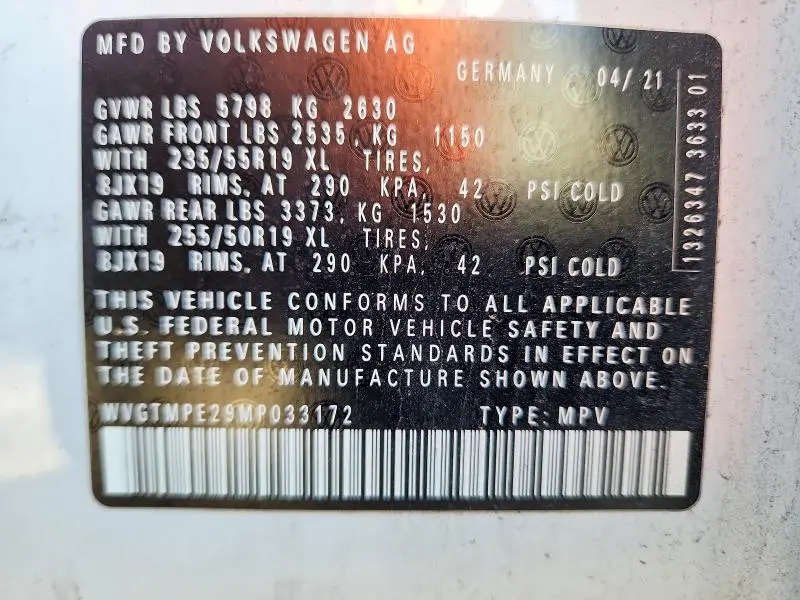 MFD BY VOLKSWAGEN AG
GERMANY 04/ 21
GVWR LBS 5798 KG 2630
GAWR FRONT LBS 2535, KG 1150
WITH 235/55R19 XL TIRES,
8JX19 RIMS, AT 290 KPA, 42 PSI COLD
GAWR REAR LBS 3373, KG 1530
WITH 255/50R19 XL TIRES,
8JX19 RIMS, AT 290 KPA, 42 PSI COLD
THIS VEHICLE CONFORMS TO ALL APPLICABLE
U.S. FEDERAL MOTOR VEHICLE SAFETY AND
THEFT PREVENTION STANDARDS IN EFFECT ON
THE DATE OF MANUFACTURE SHOWN ABOVE.
WVGTMPE29MP033172 TYPE: MPV
1326347 3633 01